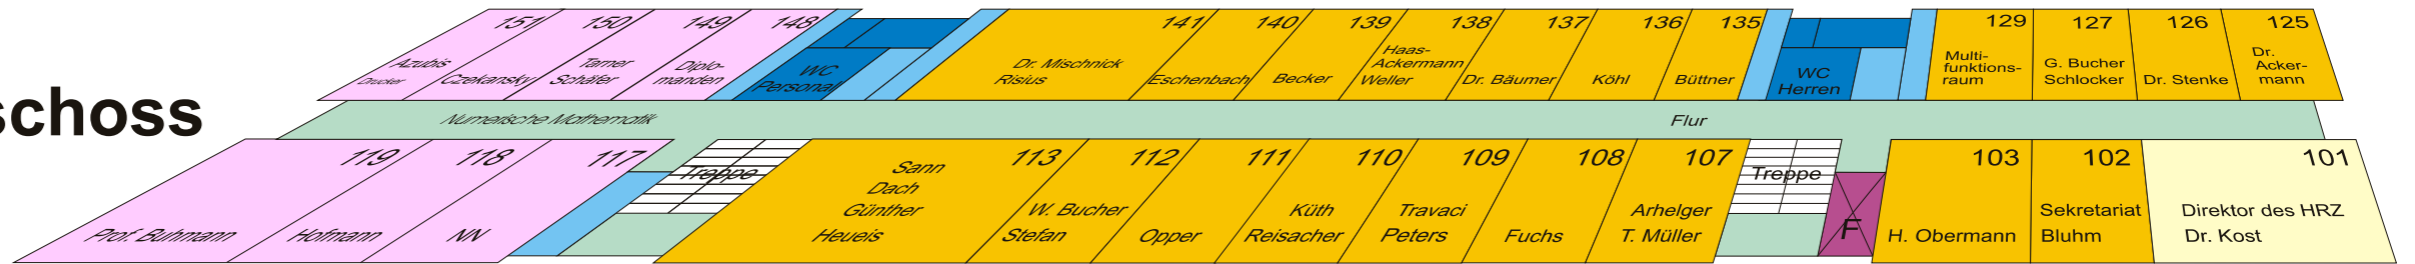 schoss
151
Azubis
Drucker
150
Czekansky
149
Tamer
Schäfer
148
Diplo-
manden
WC
Personal
141
Dr. Mischnick
Risius
140
Eschenbach
139
Becker
138
Haas-
Ackermann
Weller
137
Dr. Bäumer
136
Köhl
135
Büttner
WC
Herren
129
Multi-
funktions-
raum
127
G. Bucher
Schlocker
126
Dr. Stenke
125
Dr.
Acker-
mann
Numerische Mathematik
Flur
119
Prof. Buhmann
118
Hofmann
117
NN
Treppe
113
Sann
Dach
Günther
Heueis
112
W. Bucher
Stefan
111
Opper
110
Küth
Reisacher
109
Travaci
Peters
108
Fuchs
107
Arhelger
T. Müller
Treppe
F
103
H. Obermann
102
Sekretariat
Bluhm
101
Direktor des HRZ
Dr. Kost